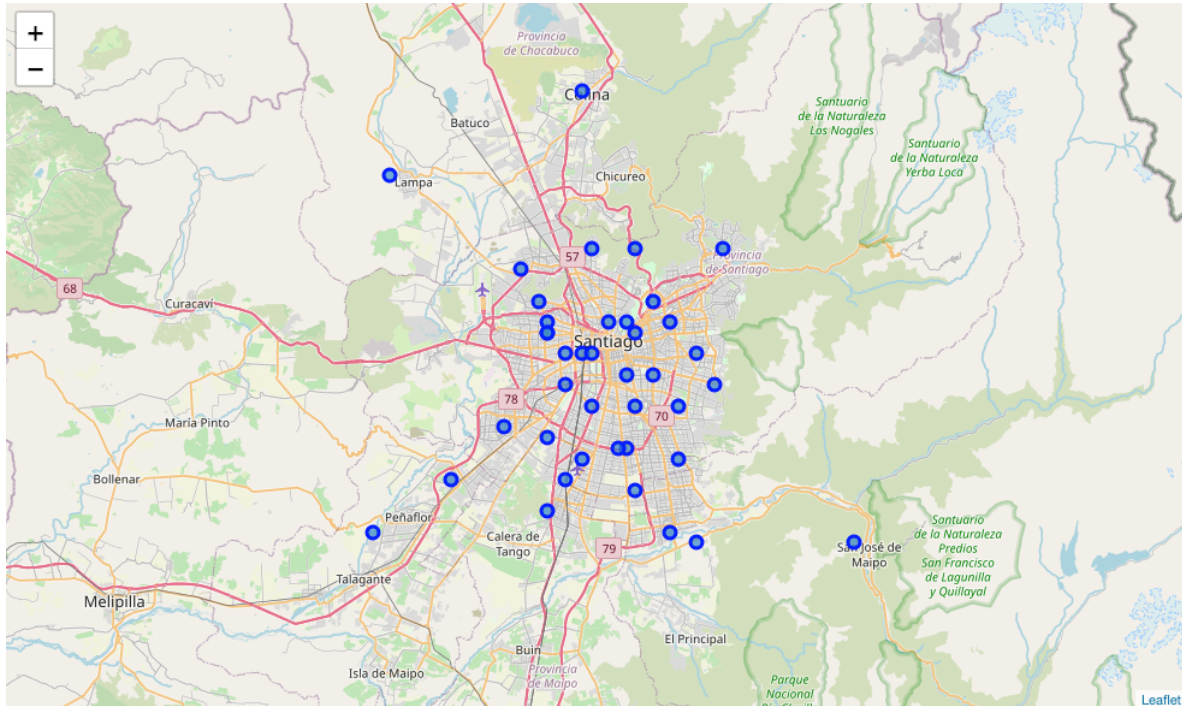 +
−
Provincia
de Chacabuco
Colina
Batuco
Santuario
de la Naturaleza
Los Nogales
Santuario
de la Naturaleza
Yerba Loca
Lampa
Chicureo
57
Provincia
de Santiago
68
Curacaví
Santiago
78
70
María Pinto
Bollenar
Peñaflor
Calera de
Tango
79
San José de
Maipo
Santuario
de la Naturaleza
Predios
San Francisco
de Lagunilla
y Quillayal
Talagante
Melipilla
El Principal
Buin
Isla de Maipo
Provincia
de Maipo
Parque
Nacional
Leaflet